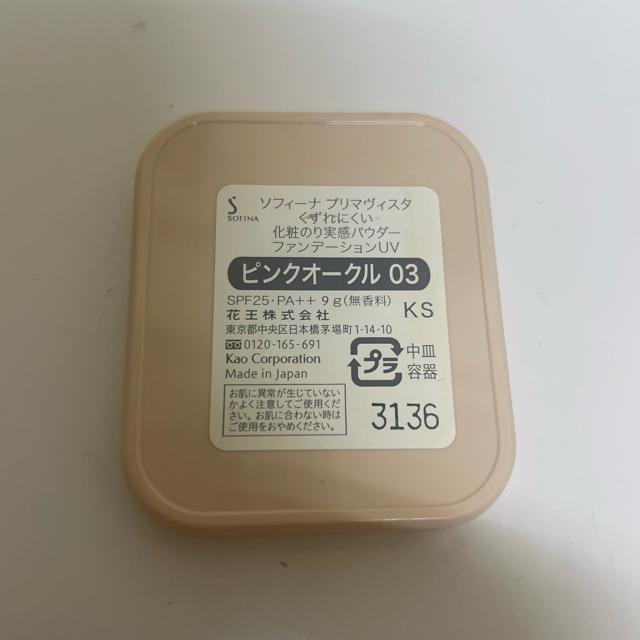 SOFINA
ソフィーナ プリマヴィスタ
くずれにくい
化粧のり実感パウダー
ファンデーションUV
ピンクオークル 03
SPF25・PA++ 9g(無香料)
KS
花王株式会社
東京都中央区日本橋茅場町1-14-10
0120-165-691
Kao Corporation
Made in Japan
プラ
中皿
容器
お肌に異常が生じていない
かよく注意してご使用くだ
さい。お肌に合わない時は
ご使用をおやめください。
3136